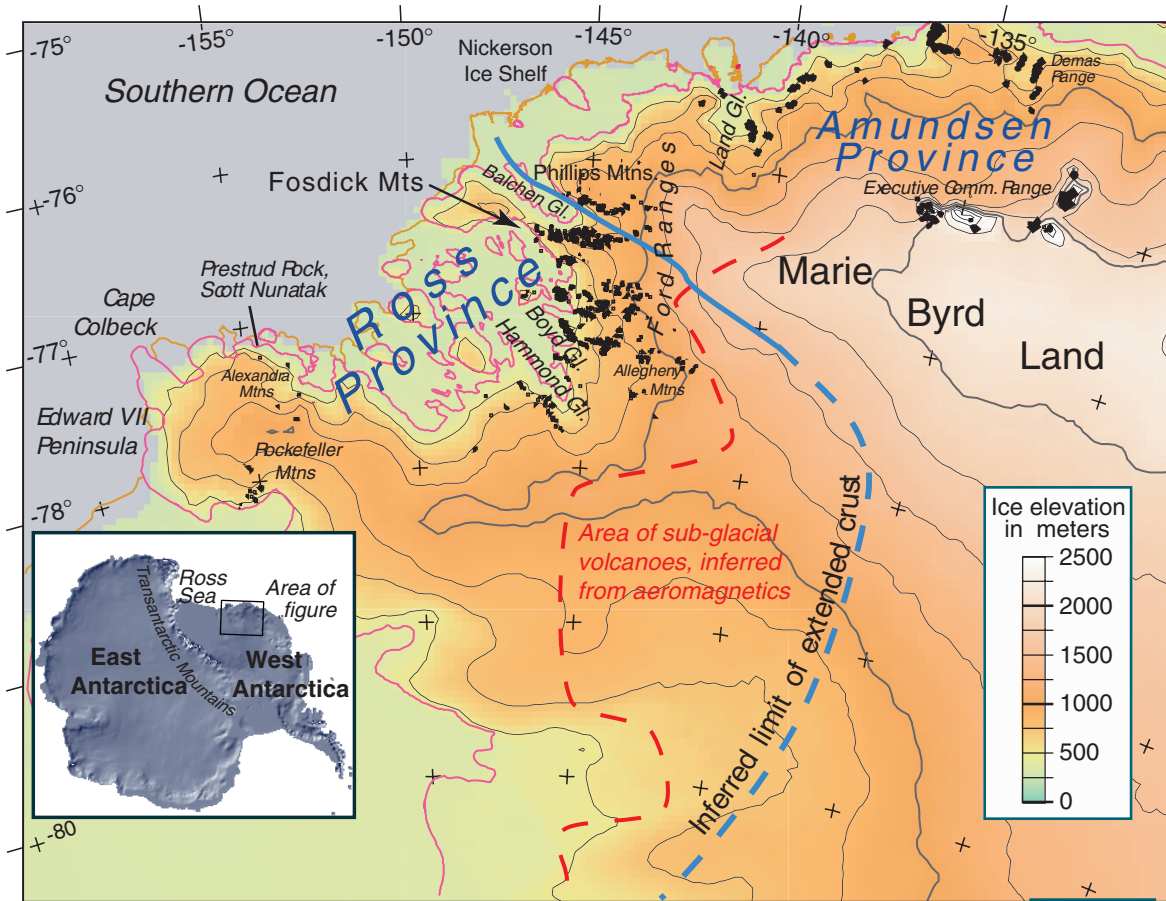 -75°
-155°
-150°
-145°
-140°
-135°
Nickerson
Ice Shelf
Southern Ocean
Demas
Range
Land Gl.
Amundsen
Province
Executive Comm. Range
Phillips Mtns.
Balchen Gl.
Fosdick Mts
Ford Ranges
-76°
Prestrud Rock,
Scott Nunatak
Ross
Province
Marie
Byrd
Land
Cape
Colbeck
-77°
Boyd Gl.
Hammond Gl.
Allegheny
Mtns
Alexandra
Mtns
Edward VII
Peninsula
Rockefeller
Mtns
-78°
Area of sub-glacial
volcanoes, inferred
from aeromagnetics
Inferred limit of extended crust
Ice elevation
in meters
2500
2000
1500
1000
500
0
Ross
Sea
Area of
figure
Transantarctic Mountains
East
Antarctica
West
Antarctica
-80